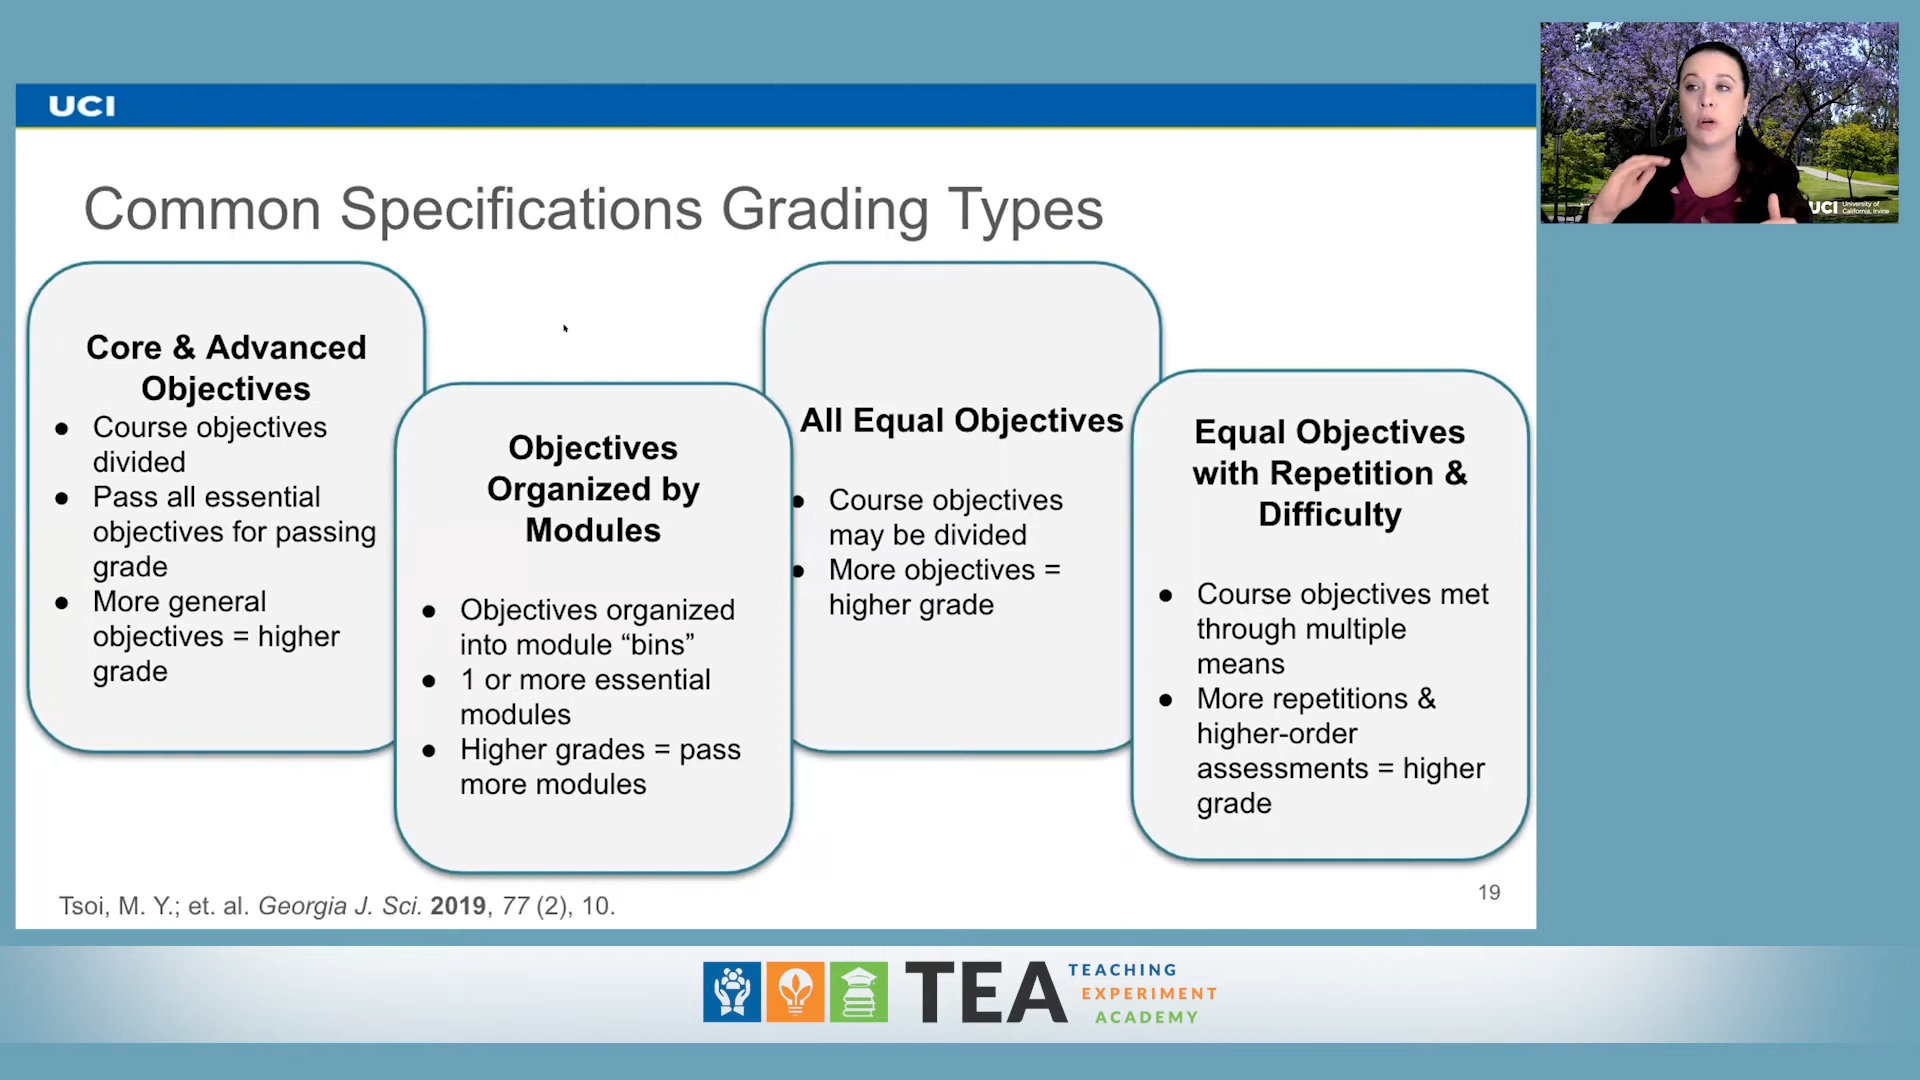 UCI
Common Specifications Grading Types
Core & Advanced
Objectives
● Course objectives
divided
● Pass all essential
objectives for passing
grade
● More general
objectives = higher
grade
Objectives
Organized by
Modules
● Objectives organized
into module “bins”
● 1 or more essential
modules
● Higher grades = pass
more modules
All Equal Objectives
● Course objectives
may be divided
● More objectives =
higher grade
Equal Objectives
with Repetition &
Difficulty
● Course objectives met
through multiple
means
● More repetitions &
higher-order
assessments = higher
grade
Tsoi, M. Y.; et. al. Georgia J. Sci. 2019, 77 (2), 10.
19
UCI University of
California, Irvine
TEA TEACHING
EXPERIMENT
ACADEMY